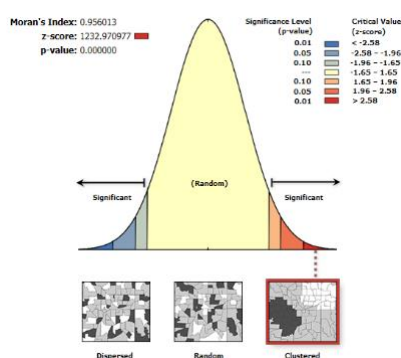 Moran's Index: 0.956013
z-score: 1232.970977
p-value: 0.000000
Significance Level
(p-value)
Critical Value
(z-score)
0.01 < -2.58
0.05 -2.58 - -1.96
0.10 -1.96 - -1.65
--- -1.65 - 1.65
0.10 1.65 - 1.96
0.05 1.96 - 2.58
0.01 > 2.58
Significant
(Random)
Significant
Dispersed
Random
Clustered